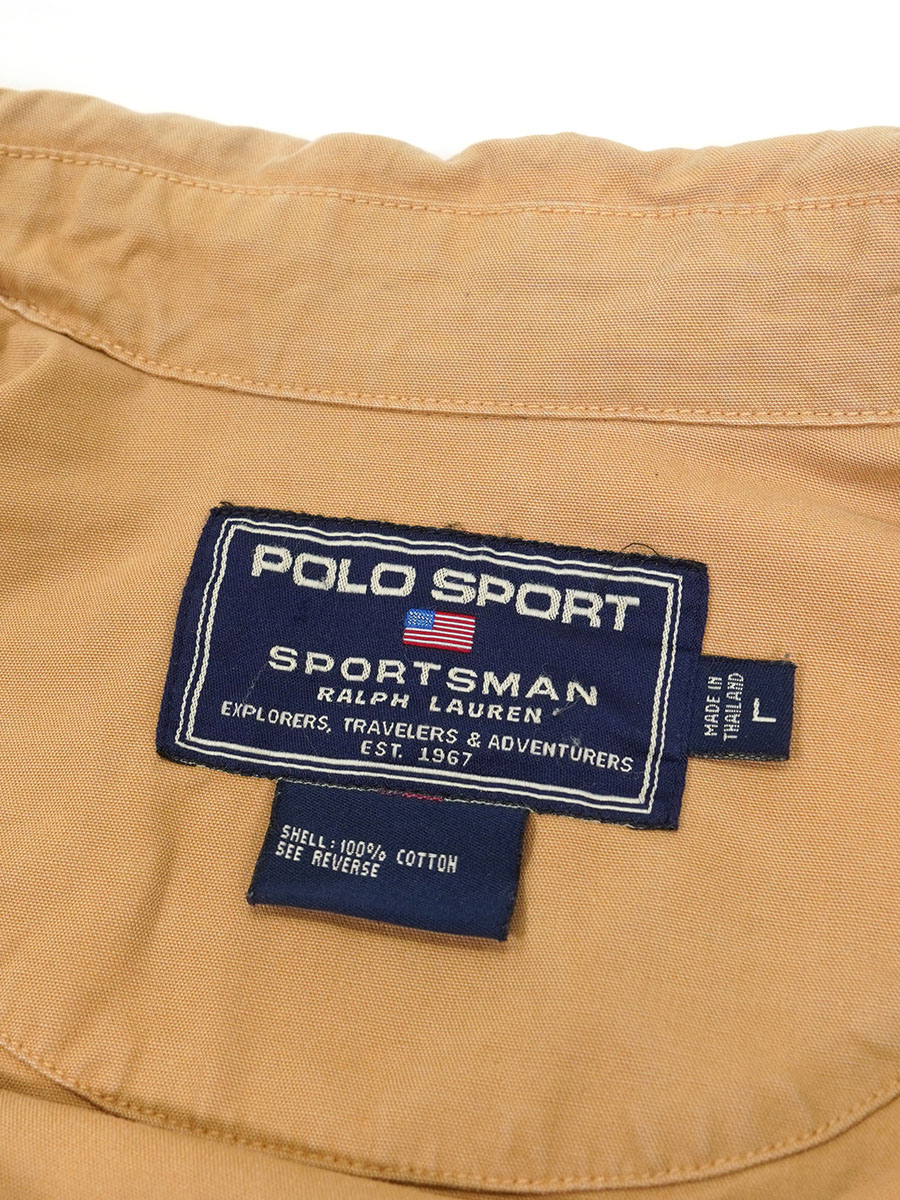 POLO SPORT
SPORTSMAN
RALPH LAUREN
EXPLORERS, TRAVELERS & ADVENTURERS
EST. 1967
MADE IN
THAILAND
L
SHELL: 100% COTTON
SEE REVERSE